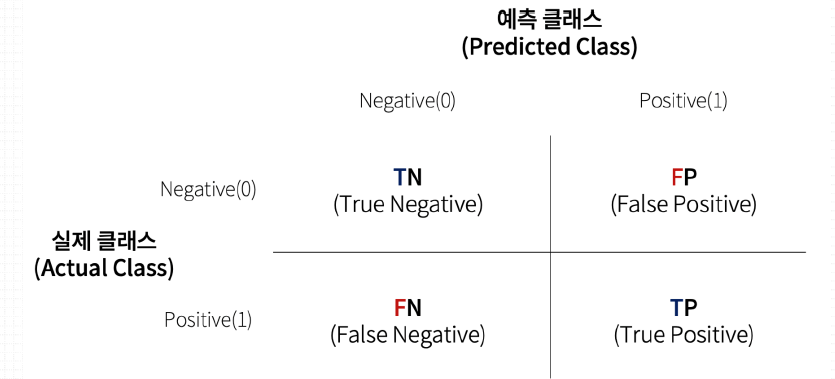 예측 클래스
(Predicted Class)
Negative(0)
Positive(1)
Negative(0)
TN
(True Negative)
FP
(False Positive)
실제 클래스
(Actual Class)
Positive(1)
FN
(False Negative)
TP
(True Positive)